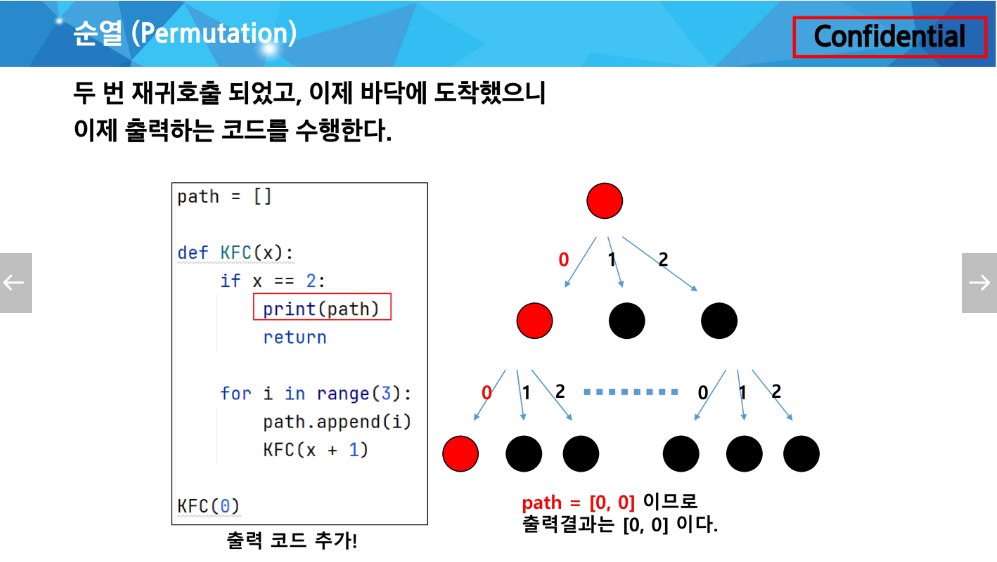 순열 (Permutation)
Confidential
두 번 재귀호출 되었고, 이제 바닥에 도착했으니
이제 출력하는 코드를 수행한다.
path = []
def KFC(x):
if x == 2:
print(path)
return
for i in range(3):
path.append(i)
KFC(x + 1)
KFC(0)
출력 코드 추가!
0 1 2
0 1 2 0 1 2
path = [0, 0] 이므로
출력결과는 [0, 0] 이다.